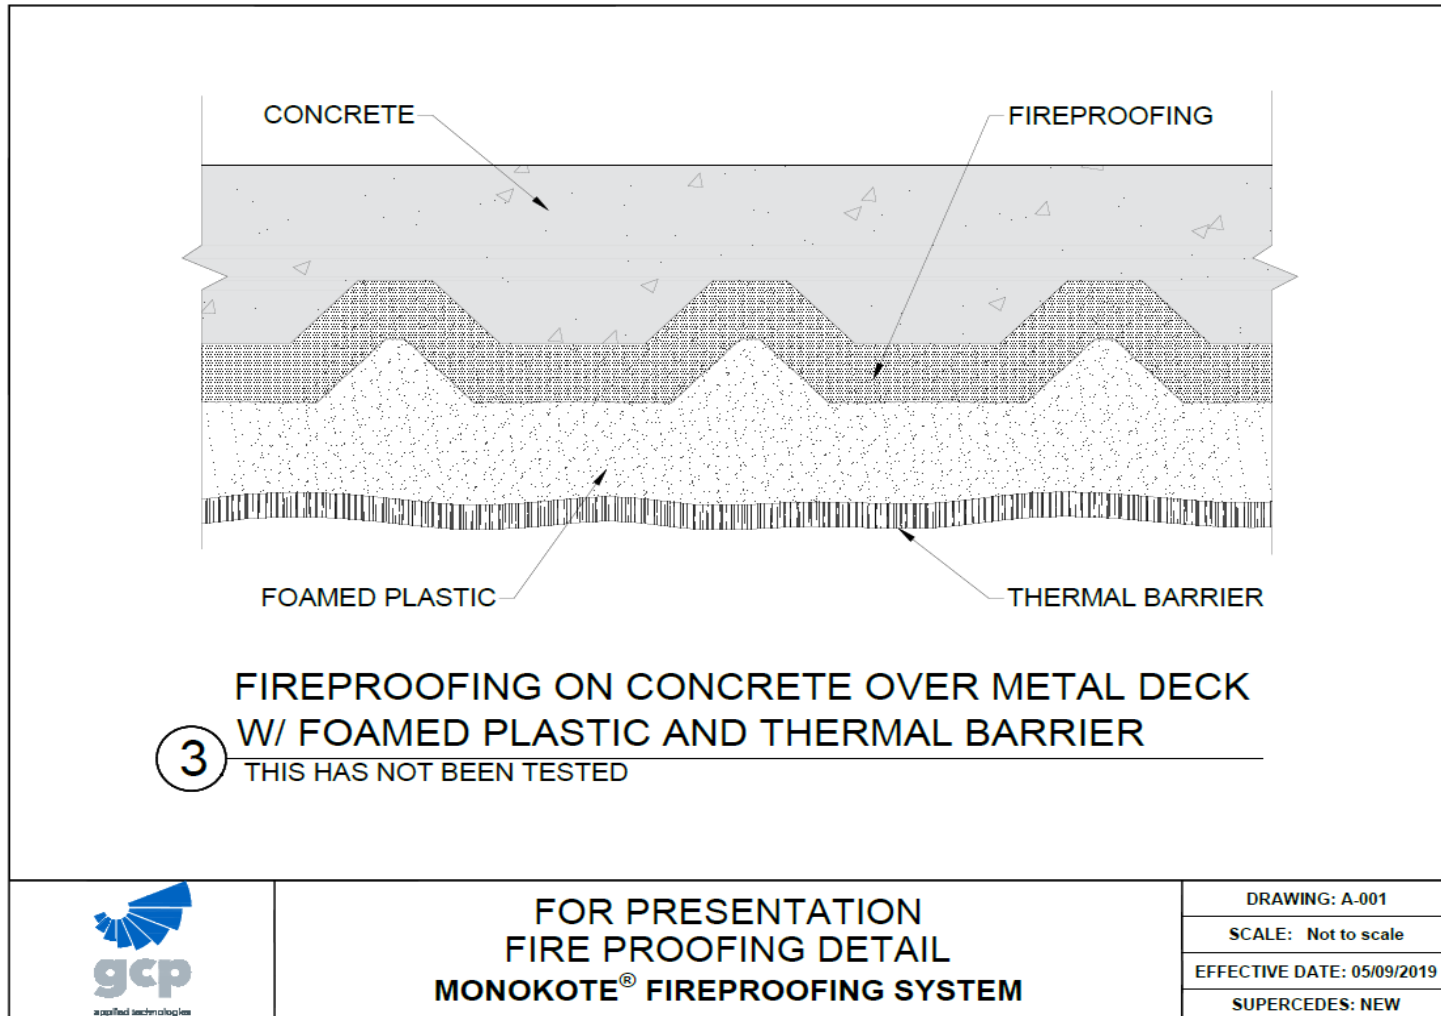 CONCRETE
FIREPROOFING
FOAMED PLASTIC
THERMAL BARRIER
FIREPROOFING ON CONCRETE OVER METAL DECK
W/ FOAMED PLASTIC AND THERMAL BARRIER
3
THIS HAS NOT BEEN TESTED
gcp
applied technologies
FOR PRESENTATION
FIRE PROOFING DETAIL
MONOKOTE® FIREPROOFING SYSTEM
DRAWING: A-001
SCALE: Not to scale
EFFECTIVE DATE: 05/09/2019
SUPERCEDES: NEW